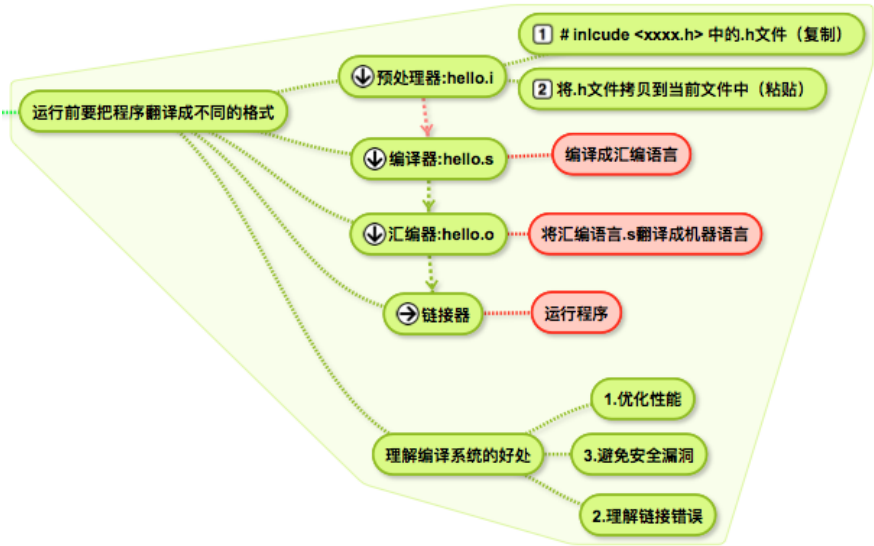 1 # inlcude <xxxx.h> 中的.h文件（复制）
预处理器:hello.i
2 将.h文件拷贝到当前文件中（粘贴）
运行前要把程序翻译成不同的格式
编译器:hello.s
编译成汇编语言
汇编器:hello.o
将汇编语言.s翻译成机器语言
链接器
运行程序
1.优化性能
理解编译系统的好处
3.避免安全漏洞
2.理解链接错误